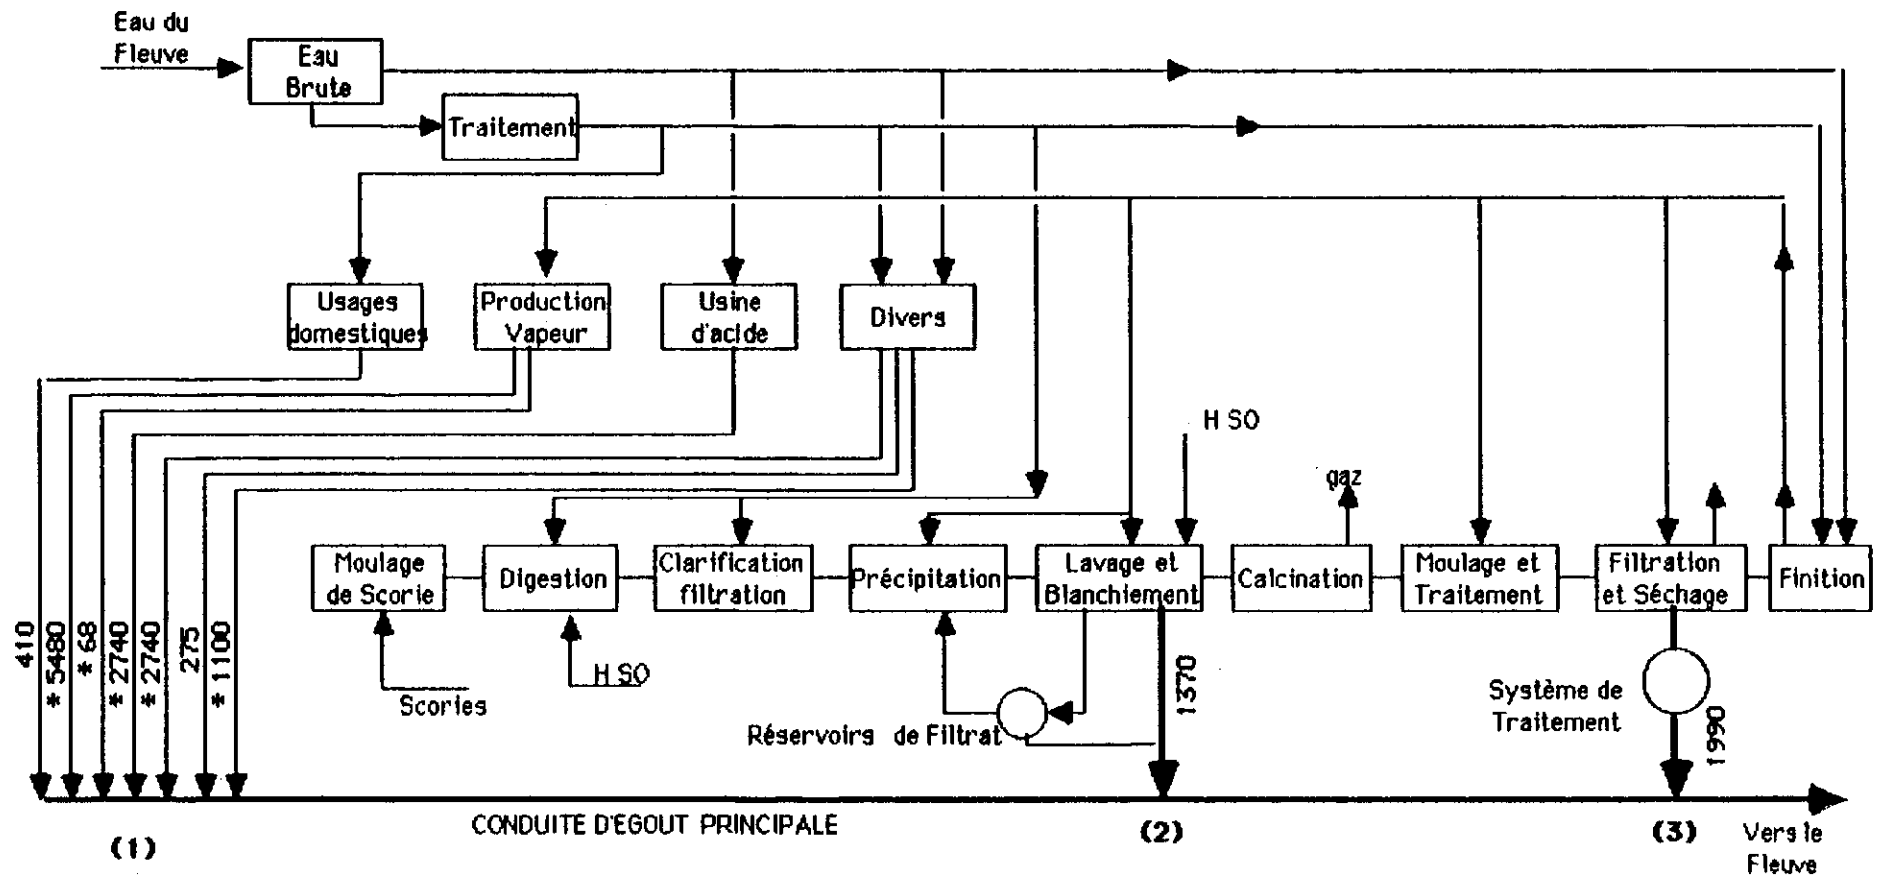 Eau du
Fleuve
Eau
Brute
Traitement
Usages
domestiques
Production
Vapeur
Usine
d'acide
Divers
H SO
gaz
Moulage
de Scorie
Digestion
Clarification
filtration
Précipitation
Lavage et
Blanchiement
Calcination
Moulage et
Traitement
Filtration
et Séchage
Finition
410
* 5480
* 68
* 2740
* 2740
275
* 1100
Scories
H SO
Réservoirs de Filtrat
1370
Système de
Traitement
1990
CONDUITE D'EGOUT PRINCIPALE
(1)
(2)
(3)
Vers le
Fleuve